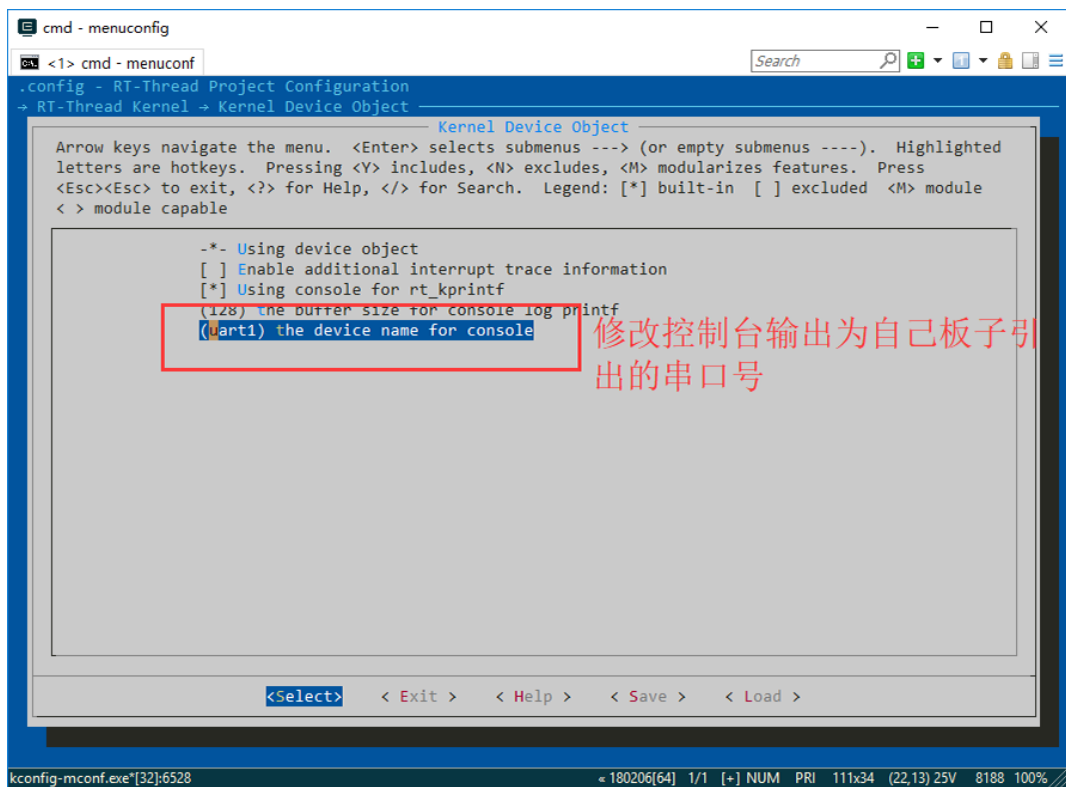 cmd - menuconfig
<1> cmd - menuconf
Search
.config - RT-Thread Project Configuration
→ RT-Thread Kernel → Kernel Device Object
Kernel Device Object
Arrow keys navigate the menu.  <Enter> selects submenus ---> (or empty submenus ----).  Highlighted
letters are hotkeys.  Pressing <Y> includes, <N> excludes, <M> modularizes features.  Press
<Esc><Esc> to exit, <?> for Help, </> for Search.  Legend: [*] built-in  [ ] excluded  <M> module
< > module capable
-*- Using device object
[ ] Enable additional interrupt trace information
[*] Using console for rt_kprintf
(128) the buffer size for console log printf
(uart1) the device name for console
修改控制台输出为自己板子引
出的串口号
<Select>    < Exit >    < Help >    < Save >    < Load >
kconfig-mconf.exe*[32]:6528    « 180206[64]  1/1  [+] NUM  PRI  111x34  (22,13) 25V  8188  100%